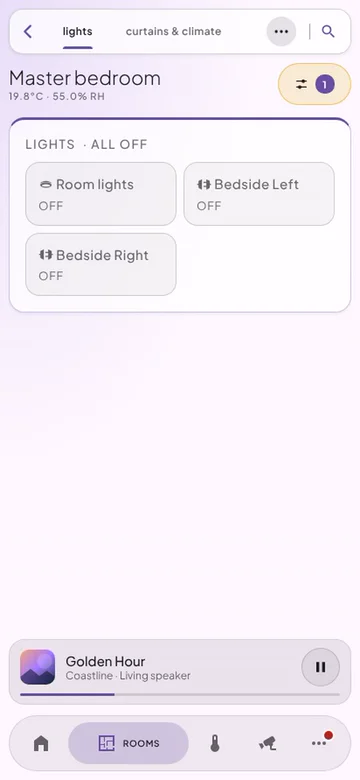 lights
curtains & climate
Master bedroom
19.8°C · 55.0% RH
1
LIGHTS · ALL OFF
Room lights
OFF
Bedside Left
OFF
Bedside Right
OFF
Golden Hour
Coastline · Living speaker
ROOMS